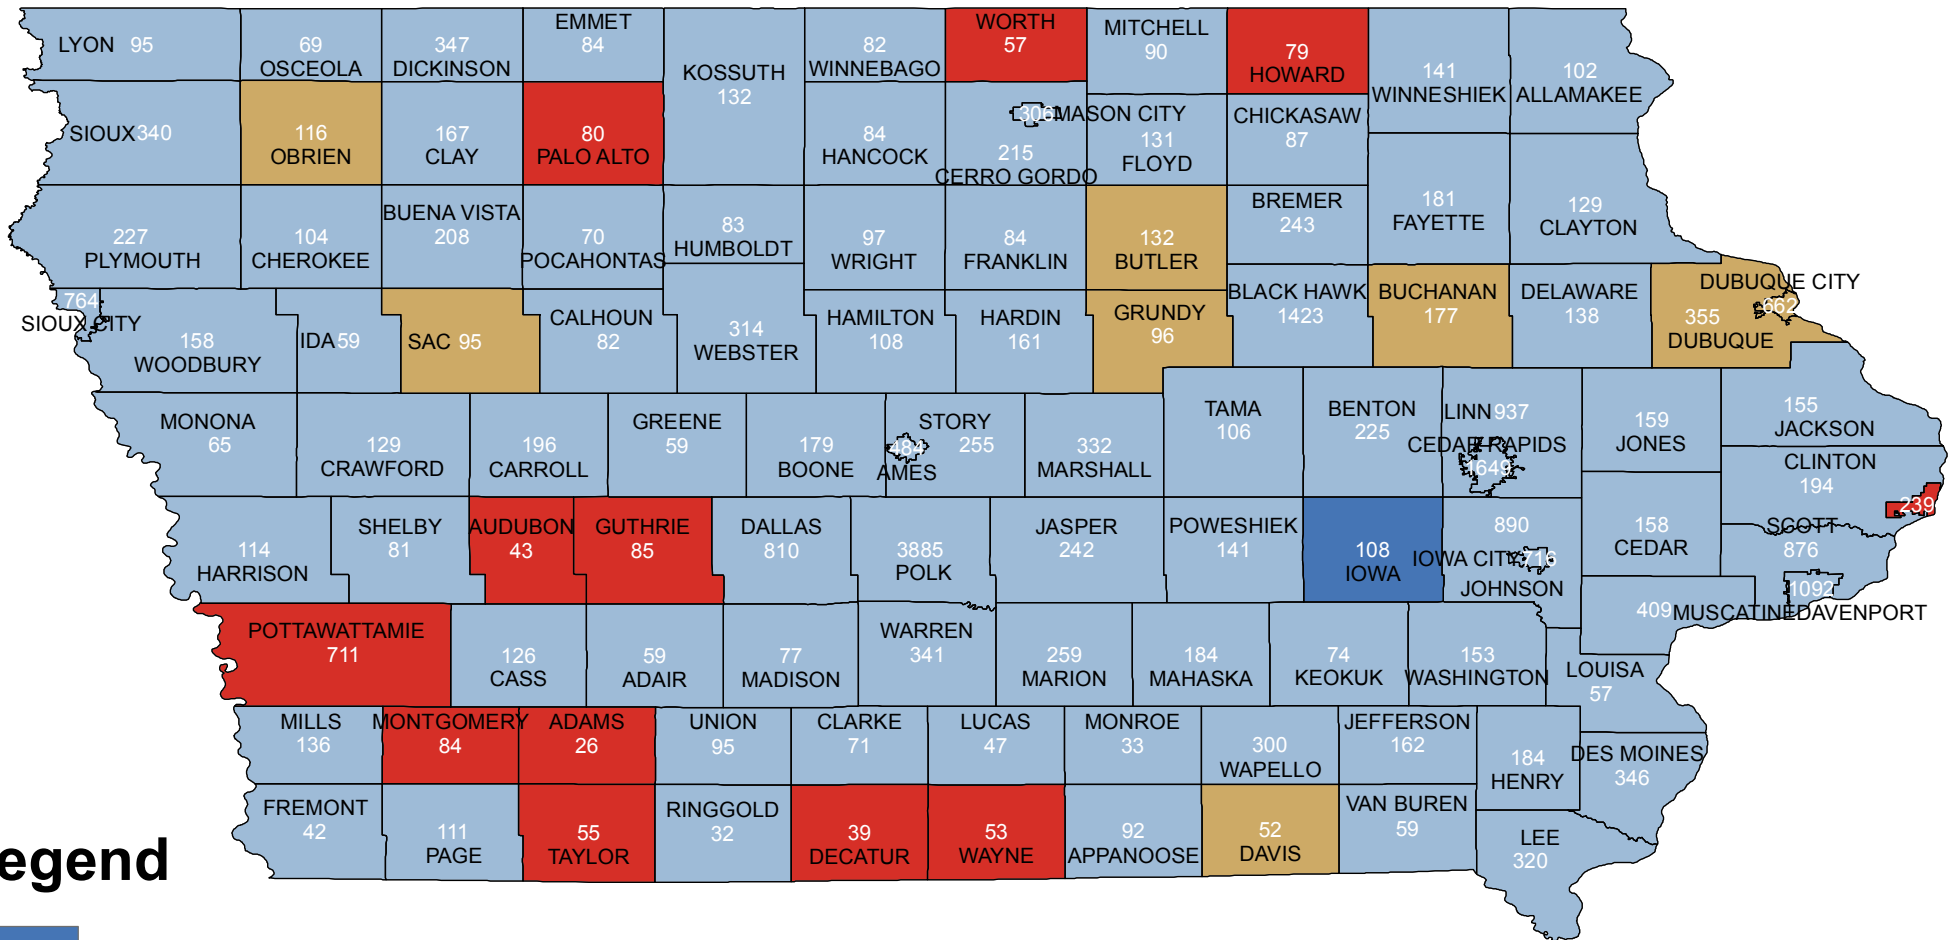 LYON 95
69
OSCEOLA
347
DICKINSON
EMMET
84
KOSSUTH
132
82
WINNEBAGO
WORTH
57
MITCHELL
90
79
HOWARD
141
WINNESHIEK
102
ALLAMAKEE
SIOUX 340
116
OBRIEN
167
CLAY
80
PALO ALTO
84
HANCOCK
306 MASON CITY
215
CERRO GORDO
131
FLOYD
CHICKASAW
87
227
PLYMOUTH
104
CHEROKEE
BUENA VISTA
208
70
POCAHONTAS
83
HUMBOLDT
97
WRIGHT
84
FRANKLIN
132
BUTLER
BREMER
243
181
FAYETTE
129
CLAYTON
764
SIOUX CITY
158
WOODBURY
IDA 59
SAC 95
CALHOUN
82
314
WEBSTER
HAMILTON
108
HARDIN
161
GRUNDY
96
BLACK HAWK
1423
BUCHANAN
177
DELAWARE
138
DUBUQUE CITY
662
355
DUBUQUE
MONONA
65
129
CRAWFORD
196
CARROLL
GREENE
59
179
BOONE
STORY
255
484
AMES
332
MARSHALL
TAMA
106
BENTON
225
LINN 937
CEDAR RAPIDS
1649
159
JONES
155
JACKSON
CLINTON
194
239
114
HARRISON
SHELBY
81
AUDUBON
43
GUTHRIE
85
DALLAS
810
3885
POLK
JASPER
242
POWESHIEK
141
108
IOWA
890
IOWA CITY 716
JOHNSON
158
CEDAR
SCOTT
876
1092
DAVENPORT
409 MUSCATINE
POTTAWATTAMIE
711
126
CASS
59
ADAIR
77
MADISON
WARREN
341
259
MARION
184
MAHASKA
74
KEOKUK
153
WASHINGTON
LOUISA
57
MILLS
136
MONTGOMERY
84
ADAMS
26
UNION
95
CLARKE
71
LUCAS
47
MONROE
33
300
WAPELLO
JEFFERSON
162
184
HENRY
DES MOINES
346
FREMONT
42
111
PAGE
55
TAYLOR
RINGGOLD
32
39
DECATUR
53
WAYNE
92
APPANOOSE
52
DAVIS
VAN BUREN
59
LEE
320
egend